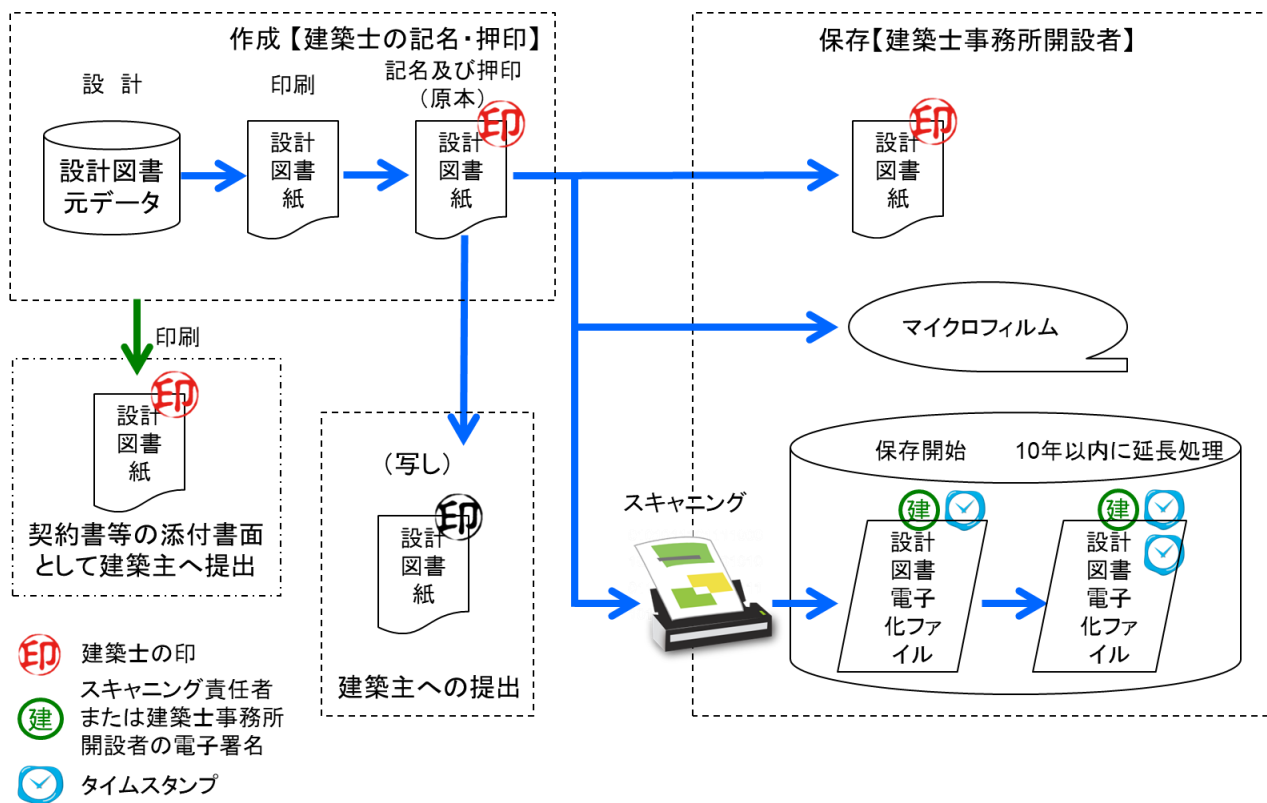 作成【建築士の記名・押印】
設 計
印刷
記名及び押印
（原本）
設計図書
元データ
設計
図書
紙
設計
図書
紙
印
印刷
設計
図書
紙
印
契約書等の添付書面
として建築主へ提出
（写し）
設計
図書
紙
印
建築主への提出
保存【建築士事務所開設者】
設計
図書
紙
印
マイクロフィルム
スキャニング
保存開始
10年以内に延長処理
建
設計
図書
電子
化ファ
イル
建
設計
図書
電子
化ファ
イル
印
建築士の印
建
スキャニング責任者
または建築士事務所
開設者の電子署名
タイムスタンプ